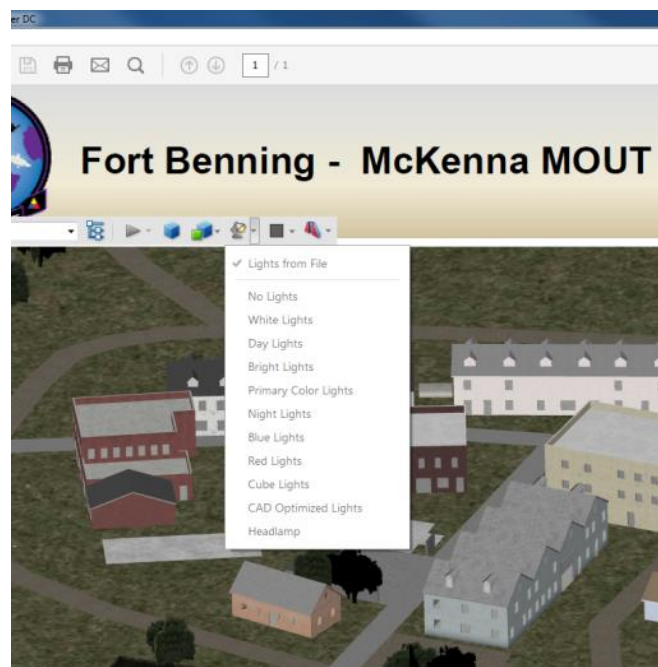 er DC
1 / 1
Fort Benning - McKenna MOUT
Lights from File
No Lights
White Lights
Day Lights
Bright Lights
Primary Color Lights
Night Lights
Blue Lights
Red Lights
Cube Lights
CAD Optimized Lights
Headlamp